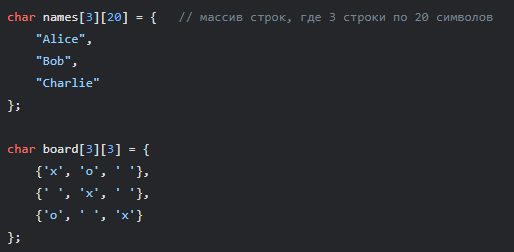 char names[3][20] = {   // массив строк, где 3 строки по 20 символов
    "Alice",
    "Bob",
    "Charlie"
};

char board[3][3] = {
    {'x', 'o', ' '},
    {' ', 'x', ' '},
    {'o', ' ', 'x'}
};